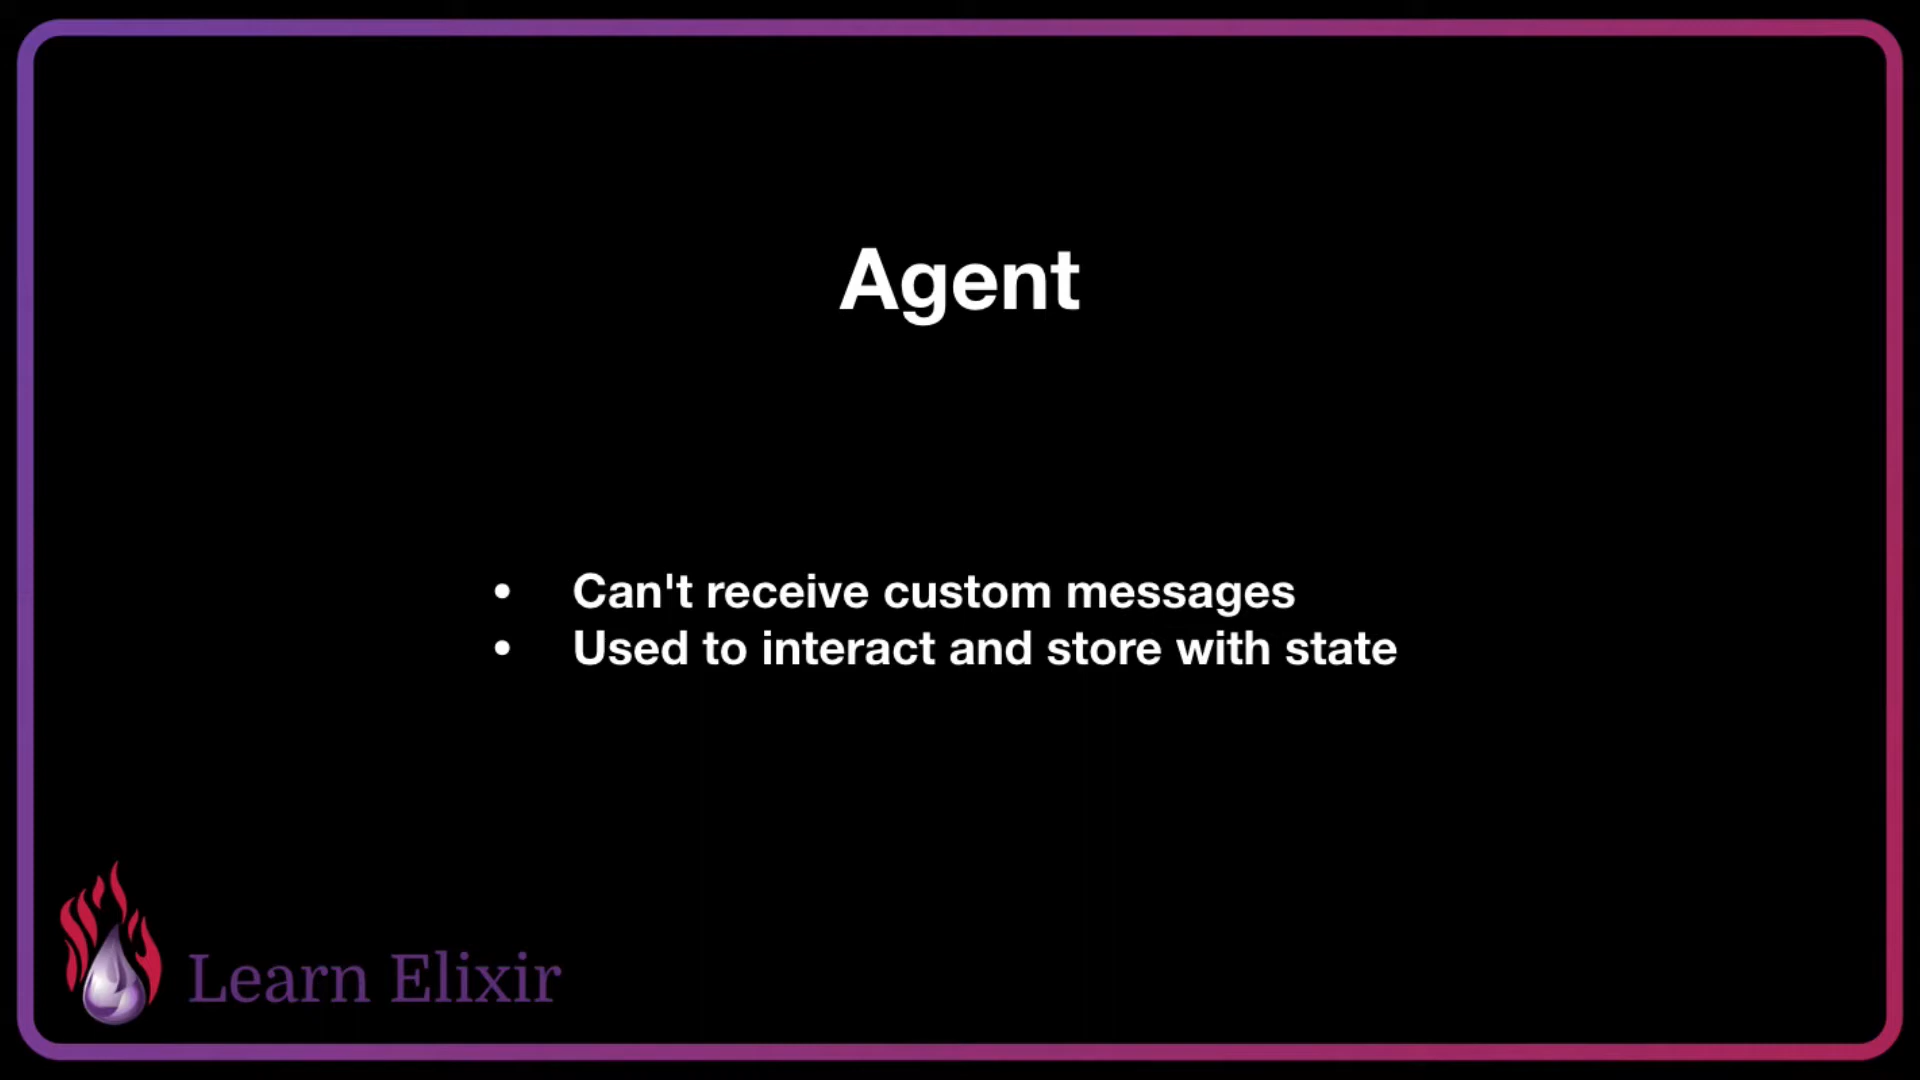 Agent
• Can't receive custom messages
• Used to interact and store with state
Learn Elixir